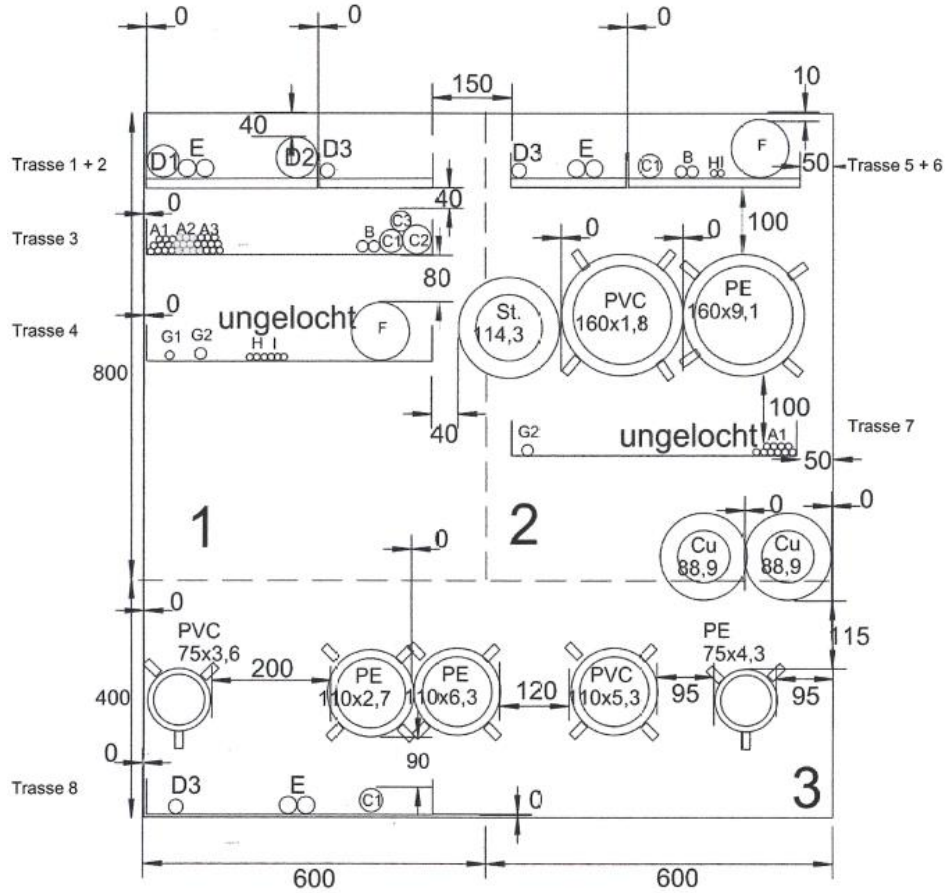 0 0 0
150 10
40
Trasse 1 + 2 D1 E D2 D3 D3 E C1 B HI F 50 Trasse 5 + 6
0 40 100
Trasse 3 A1 A2 A3 B C1 C3 C2 0 0
80
0
Trasse 4 G1 G2 ungelocht H I F St. 114,3 PVC 160x1,8 PE 160x9,1
800
40 100
G2 ungelocht A1 Trasse 7
50
1 2 0 0
0
Cu 88,9 Cu 88,9
0
PVC 75x3,6 PE 75x4,3 115
200 PE 110x2,7 PE 110x6,3 120 PVC 110x5,3 95 95
400
0 90
Trasse 8 D3 E C1 0 3
600 600